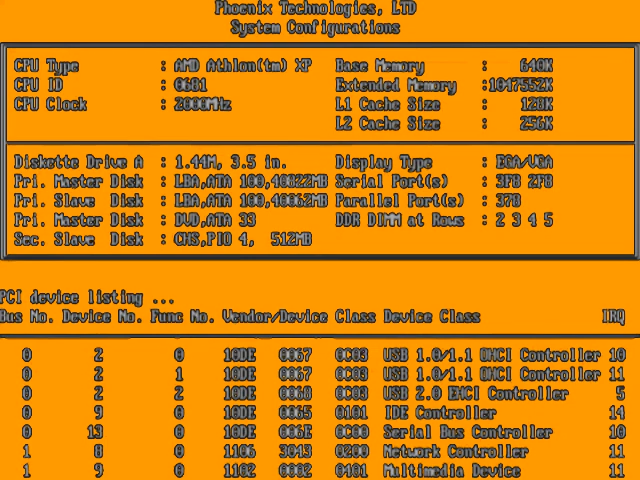 Phoenix Technologies, LTD
System Configurations
CPU Type : AMD Athlon(tm) XP Base Memory : 640K
CPU ID : 0681 Extended Memory :1047552K
CPU Clock : 2000MHz L1 Cache Size : 128K
L2 Cache Size : 256K
Diskette Drive A : 1.44M, 3.5 in. Display Type : EGA/VGA
Pri. Master Disk : LBA,ATA 100, Serial Port(s) : 3F8 2F8
Pri. Slave Disk : LBA,ATA 100, Parallel Port(s) : 378
Pri. Master Disk : DVD,ATA 33 DDR DIMM at Rows : 2 3 4 5
Sec. Slave Disk : CHS,PIO 4, 512MB
PCI device listing ...
Bus No. Device No. Func No. Vendor/Device Class Device Class IRQ
0 2 0 10DE 0067 0C03 USB 1.0/1.1 OHCI Controller 10
0 2 1 10DE 0067 0C03 USB 1.0/1.1 OHCI Controller 11
0 2 2 10DE 0068 0C03 USB 2.0 EHCI Controller 5
0 9 0 10DE 0065 0101 IDE Controller 14
0 13 0 10DE 006E 0C00 Serial Bus Controller 10
1 8 0 1106 3043 0200 Network Controller 11
1 9 0 1102 0002 0401 Multimedia Device 11